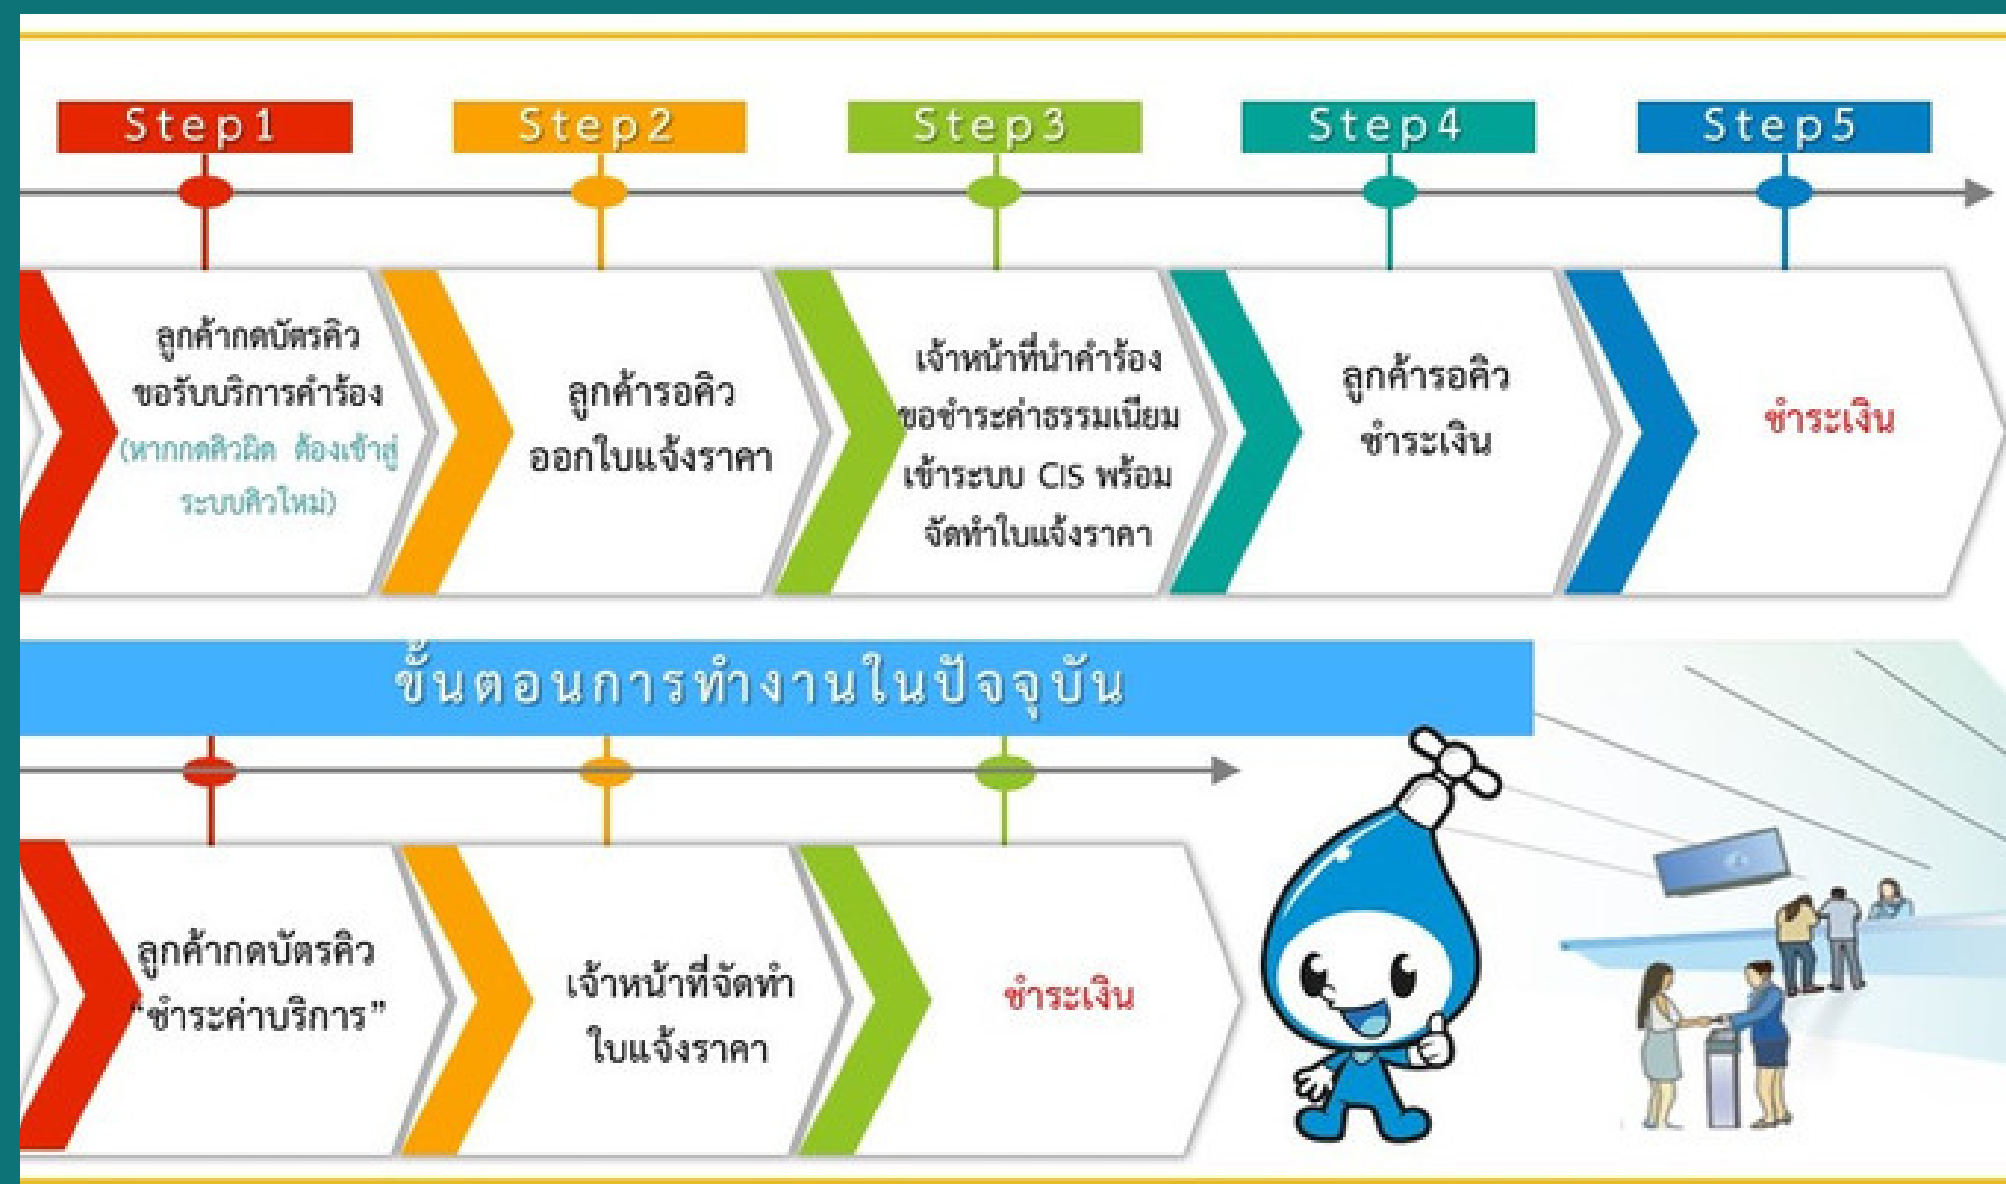 Step1
Step2
Step3
Step4
Step5
ลูกค้ากดบัตรคิว
ขอรับบริการคำร้อง
(หากกดคิวผิด ต้องเข้าสู่
ระบบคิวใหม่)
ลูกค้ารอคิว
ออกใบแจ้งราคา
เจ้าหน้าที่นำคำร้อง
ขอชำระค่าธรรมเนียม
เข้าระบบ CIS พร้อม
จัดทำใบแจ้งราคา
ลูกค้ารอคิว
ชำระเงิน
ชำระเงิน
ขั้นตอนการทำงานในปัจจุบัน
ลูกค้ากดบัตรคิว
“ชำระค่าบริการ”
เจ้าหน้าที่จัดทำ
ใบแจ้งราคา
ชำระเงิน